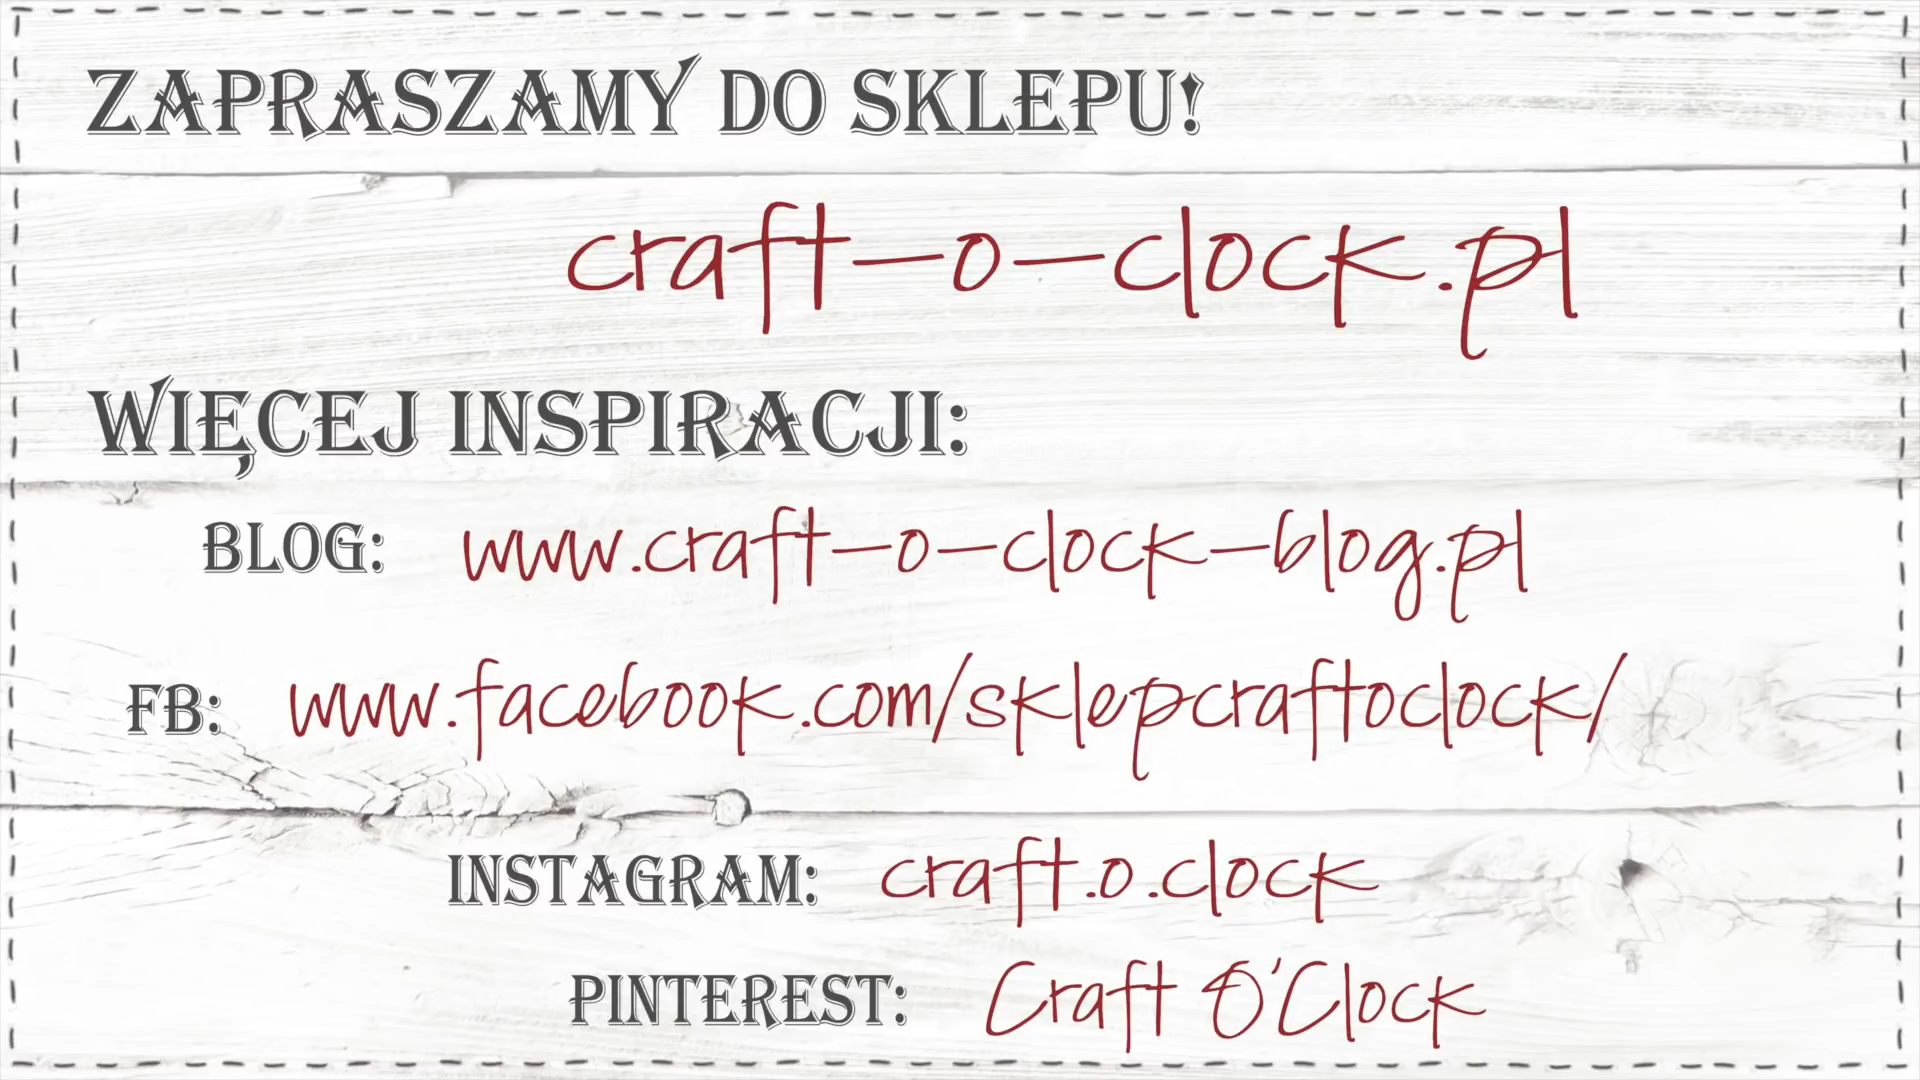 ZAPRASZAMY DO SKLEPU!
craft-o-clock.pl
WIĘCEJ INSPIRACJI:
BLOG: www.craft-o-clock-blog.pl
FB: www.facebook.com/sklepcraftoclock/
INSTAGRAM: craft.o.clock
PINTEREST: Craft O'Clock